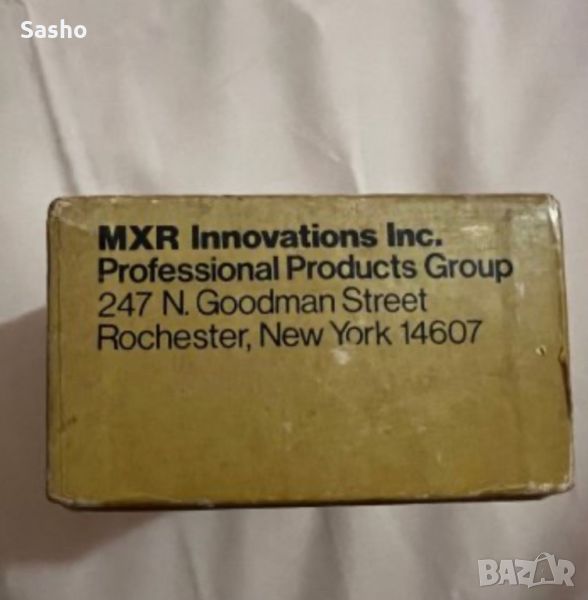 Sasho
MXR Innovations Inc.
Professional Products Group
247 N. Goodman Street
Rochester, New York 14607
BAZAR